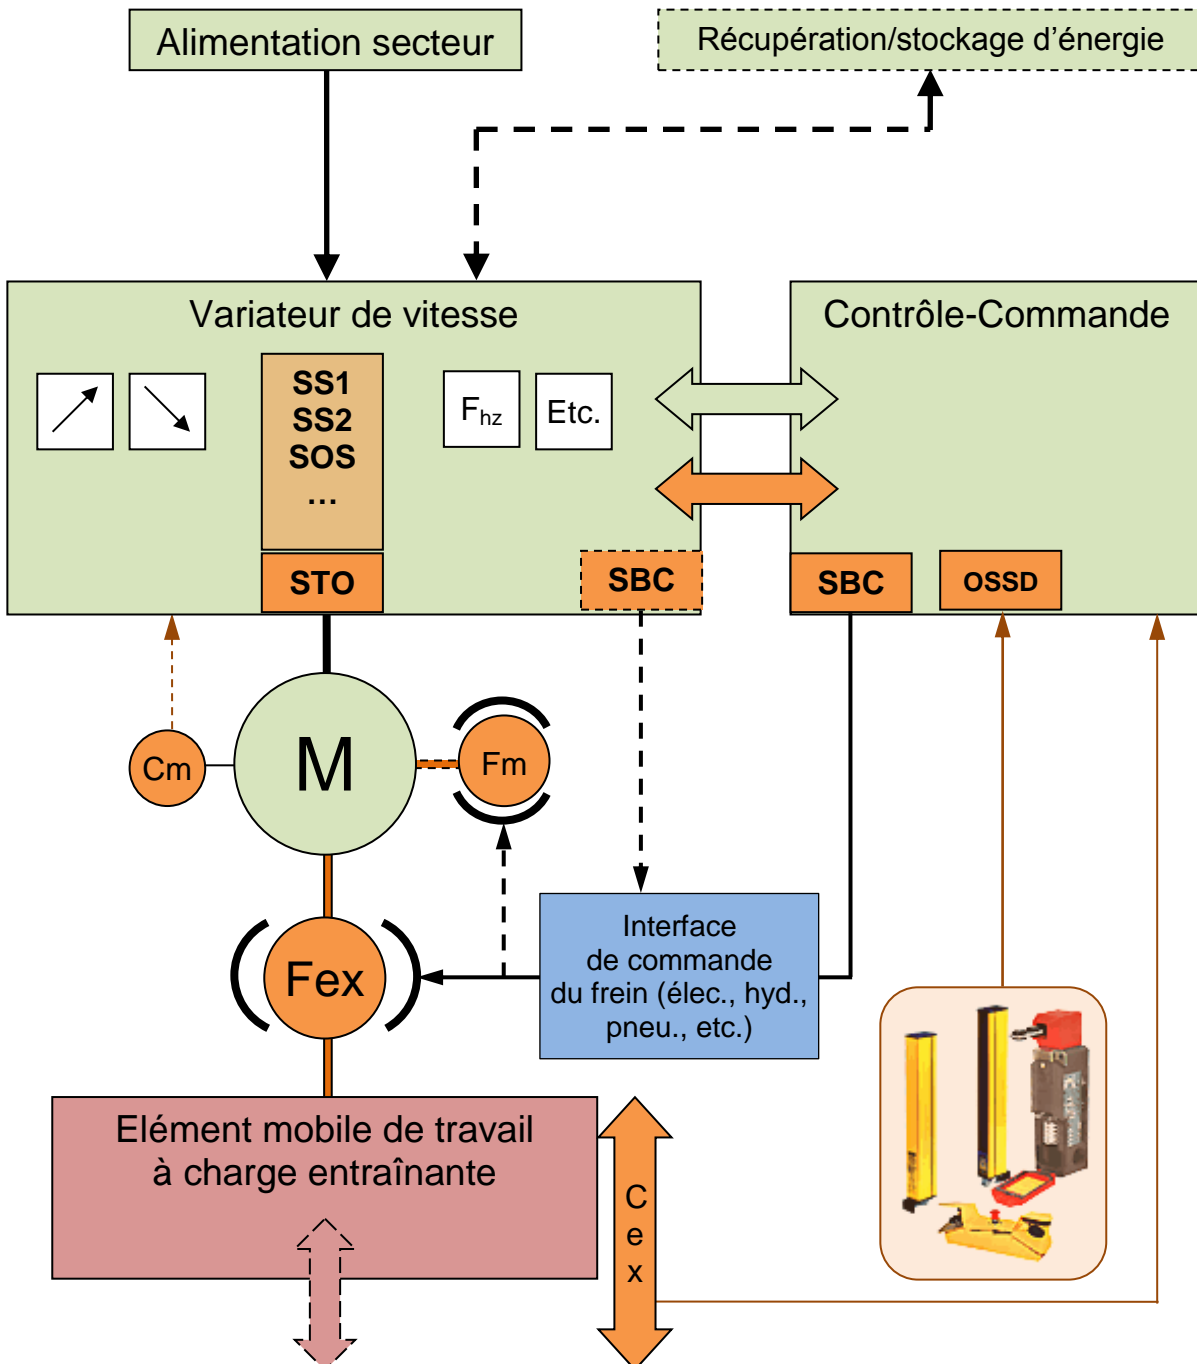 Alimentation secteur
Récupération/stockage d’énergie
Variateur de vitesse
Contrôle-Commande
SS1
SS2
SOS
...
Fhz
Etc.
STO
SBC
SBC
OSSD
Cm
M
Fm
Fex
Interface
de commande
du frein (élec., hyd.,
pneu., etc.)
Elément mobile de travail
à charge entraînante
C
e
x